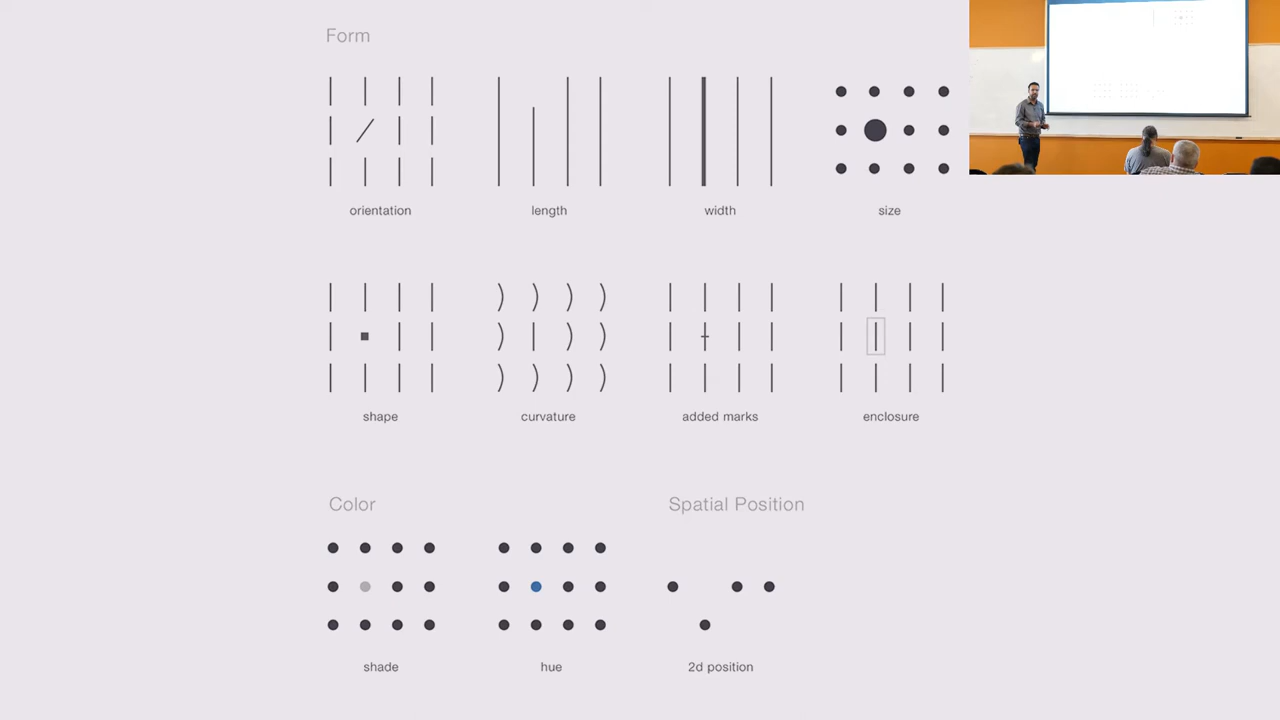 Form
orientation
length
width
size
shape
curvature
added marks
enclosure
Color
Spatial Position
shade
hue
2d position